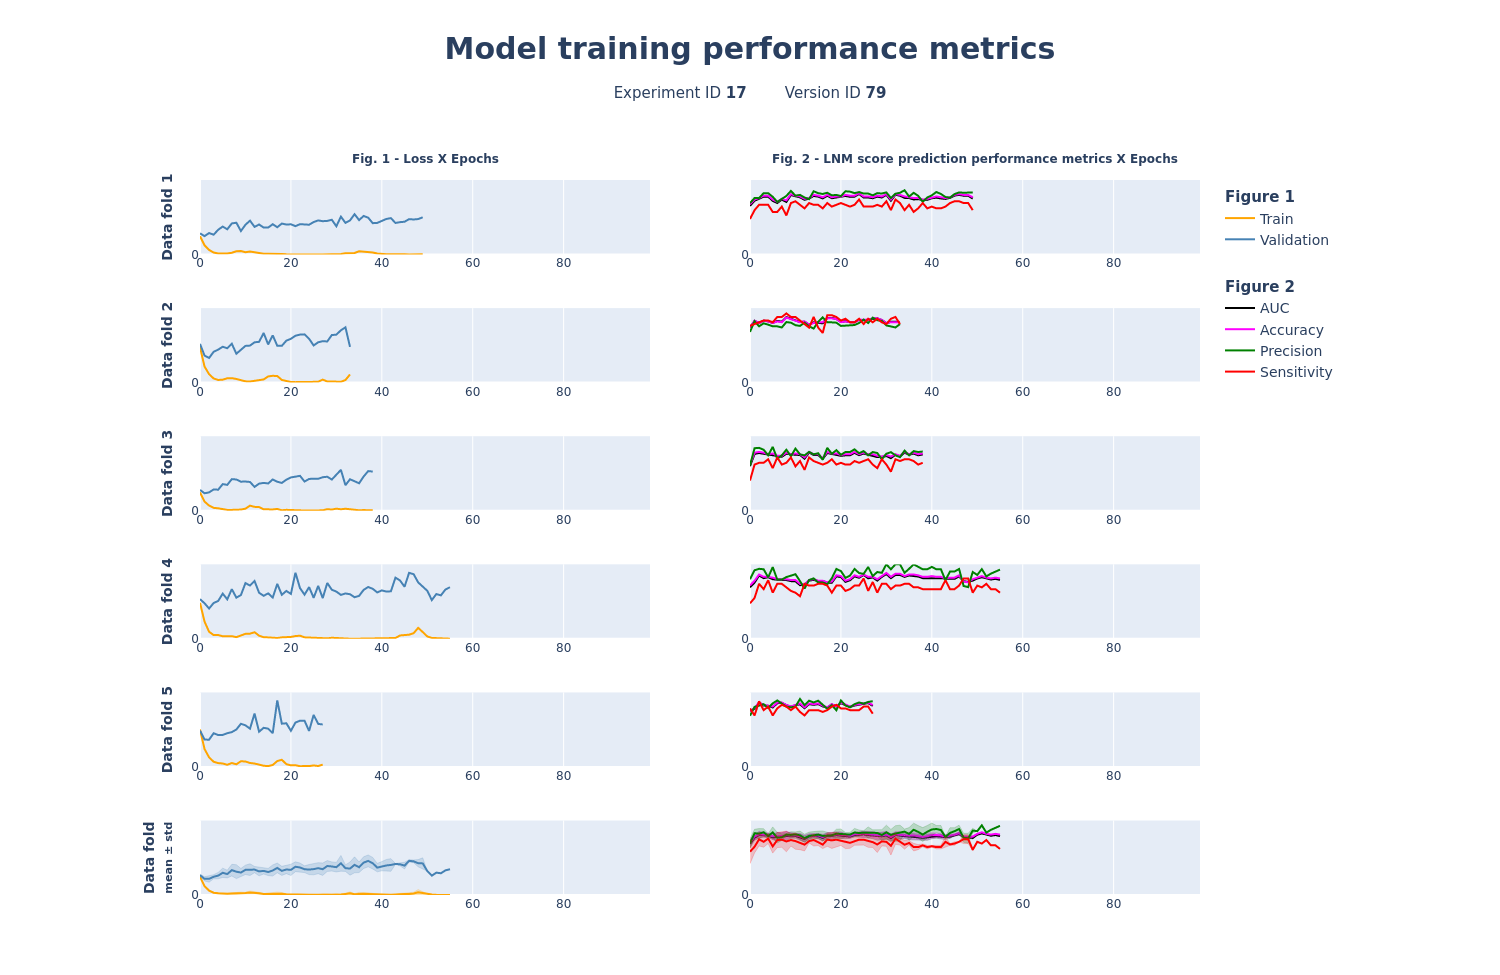 Model training performance metrics
Experiment ID 17 Version ID 79
Fig. 1 - Loss X Epochs
Fig. 2 - LNM score prediction performance metrics X Epochs
Data fold 1
0
0 20 40 60 80
0
0 20 40 60 80
Figure 1
Train
Validation
Figure 2
AUC
Accuracy
Precision
Sensitivity
Data fold 2
0
0 20 40 60 80
0
0 20 40 60 80
Data fold 3
0
0 20 40 60 80
0
0 20 40 60 80
Data fold 4
0
0 20 40 60 80
0
0 20 40 60 80
Data fold 5
0
0 20 40 60 80
0
0 20 40 60 80
Data fold
mean ± std
0
0 20 40 60 80
0
0 20 40 60 80